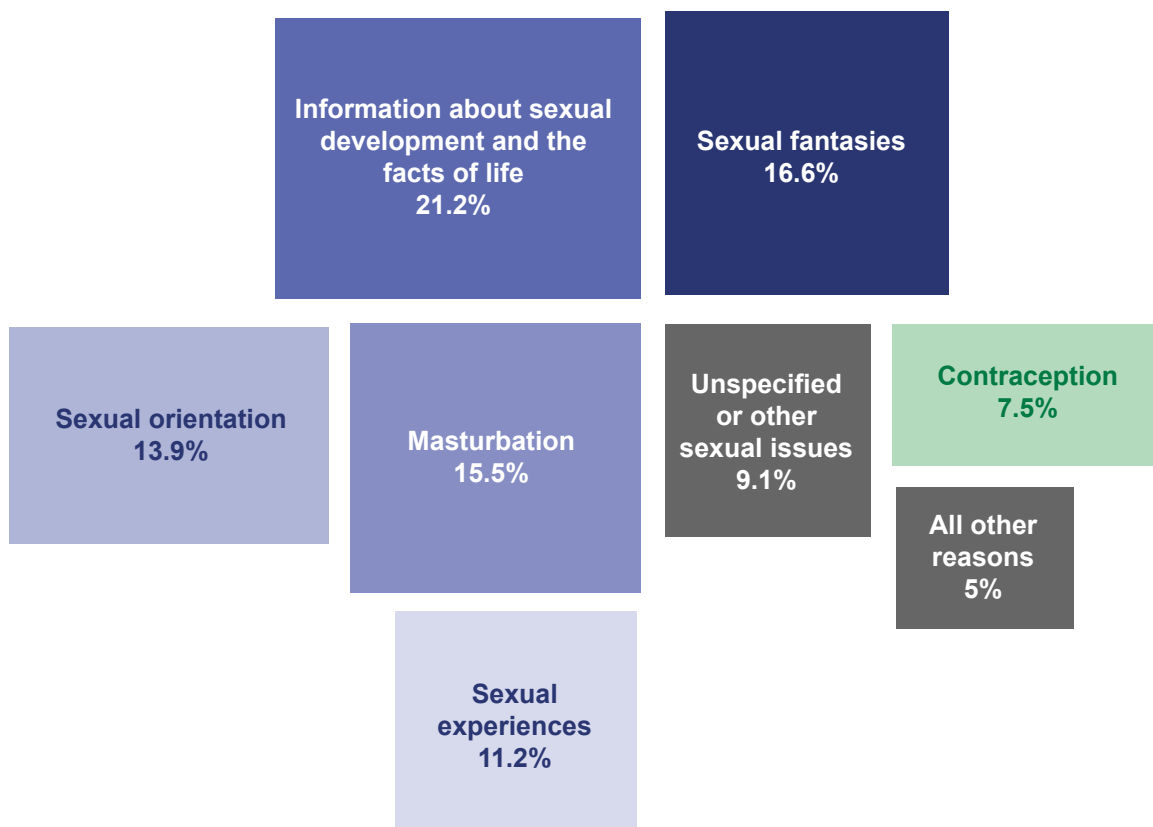 Information about sexual
development and the
facts of life
21.2%
Sexual fantasies
16.6%
Sexual orientation
13.9%
Masturbation
15.5%
Unspecified
or other
sexual issues
9.1%
Contraception
7.5%
All other
reasons
5%
Sexual
experiences
11.2%